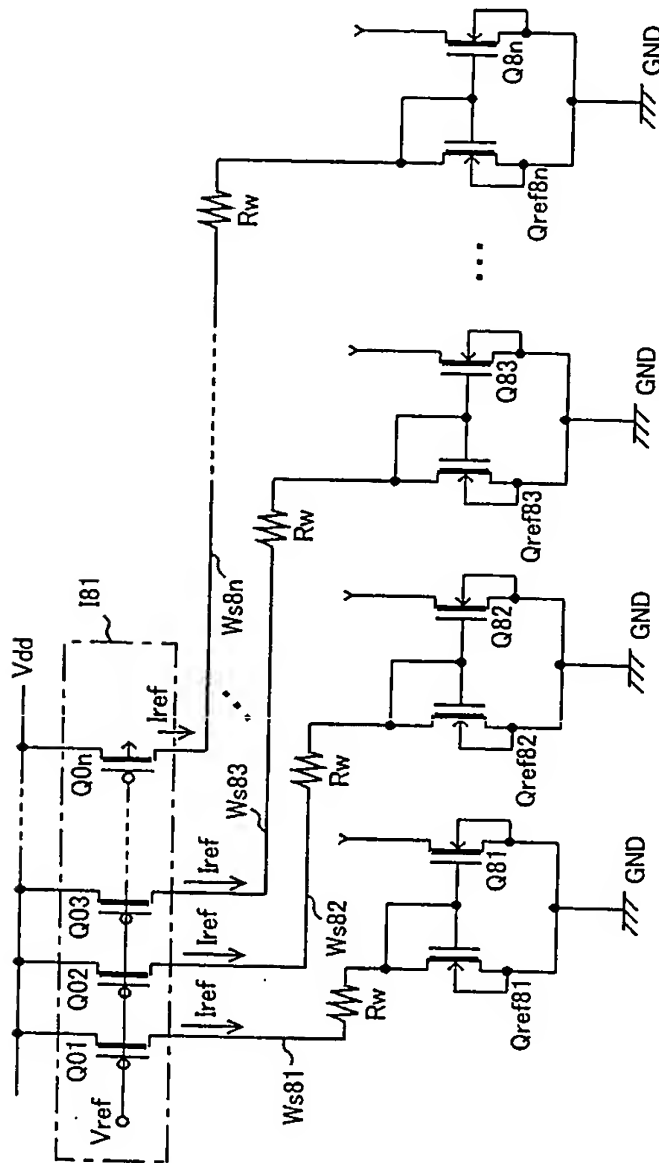 Vdd
I81
Q01
Q02
Q03
Q0n
Vref
Iref
Iref
Iref
Iref
Ws81
Ws82
Ws83
Ws8n
Rw
Rw
Rw
Rw
Qref81
Q81
Qref82
Q82
Qref83
Q83
Qref8n
Q8n
GND
GND
GND
GND